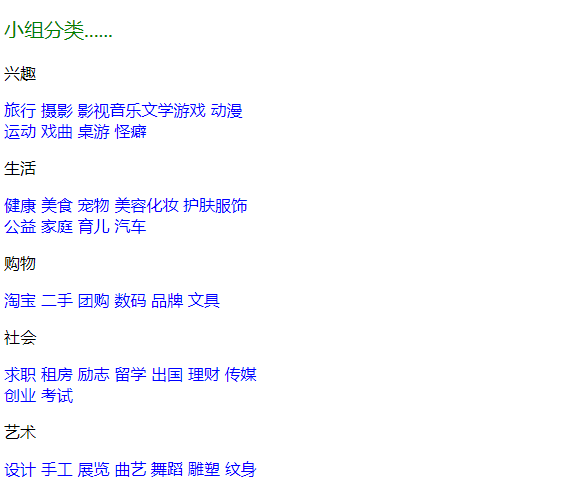 小组分类......
兴趣
旅行 摄影 影视音乐文学游戏 动漫
运动 戏曲 桌游 怪癖
生活
健康 美食 宠物 美容化妆 护肤服饰
公益 家庭 育儿 汽车
购物
淘宝 二手 团购 数码 品牌 文具
社会
求职 租房 励志 留学 出国 理财 传媒
创业 考试
艺术
设计 手工 展览 曲艺 舞蹈 雕塑 纹身